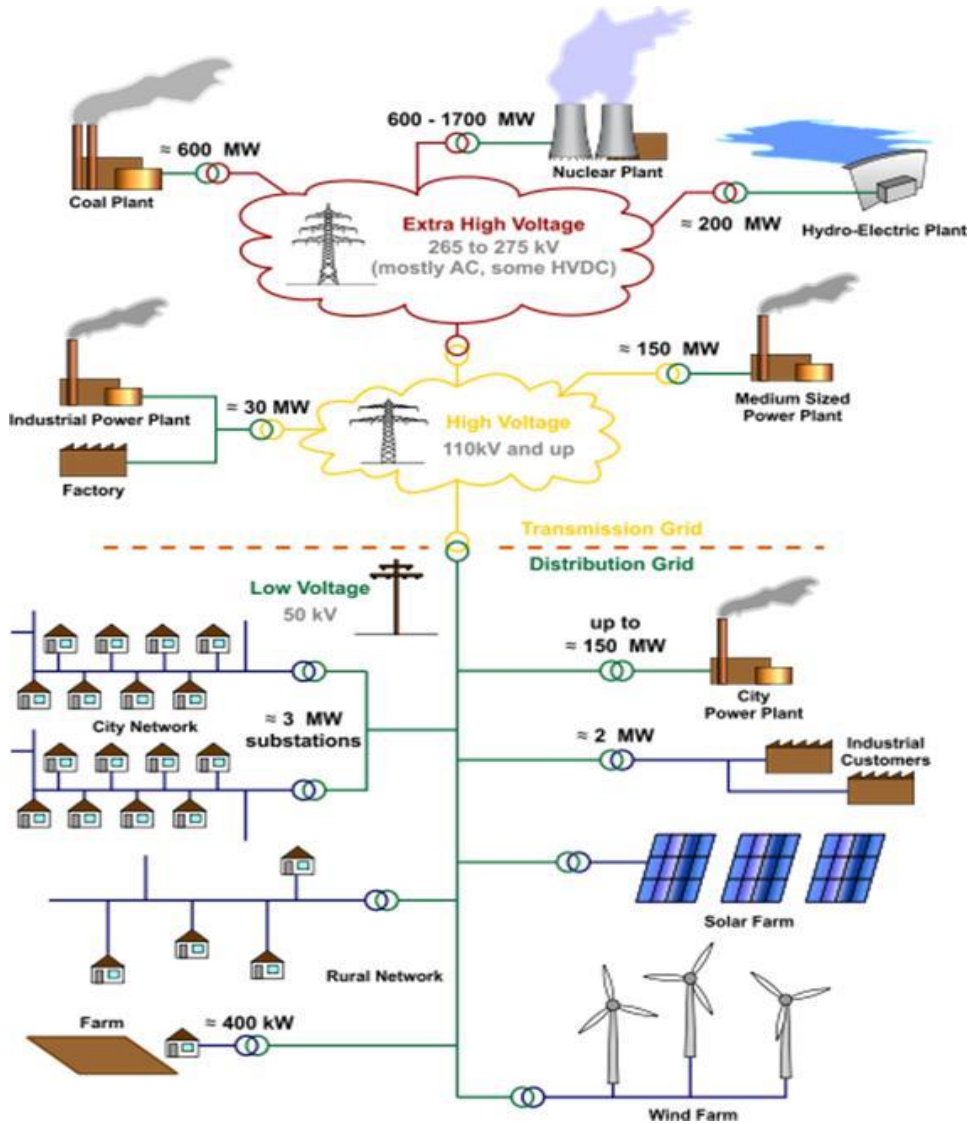 600 - 1700 MW
≈ 600 MW
Nuclear Plant
Coal Plant
≈ 200 MW
Hydro-Electric Plant
Extra High Voltage
265 to 275 kV
(mostly AC, some HVDC)
≈ 150 MW
Medium Sized
Power Plant
Industrial Power Plant
≈ 30 MW
High Voltage
110kV and up
Factory
Transmission Grid
Distribution Grid
Low Voltage
50 kV
up to
≈ 150 MW
City
Power Plant
City Network
≈ 3 MW
substations
≈ 2 MW
Industrial
Customers
Solar Farm
Rural Network
Farm
≈ 400 kW
Wind Farm